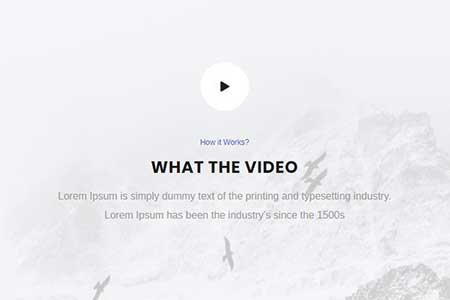 How it Works?
WHAT THE VIDEO
Lorem Ipsum is simply dummy text of the printing and typesetting industry.
Lorem Ipsum has been the industry's since the 1500s